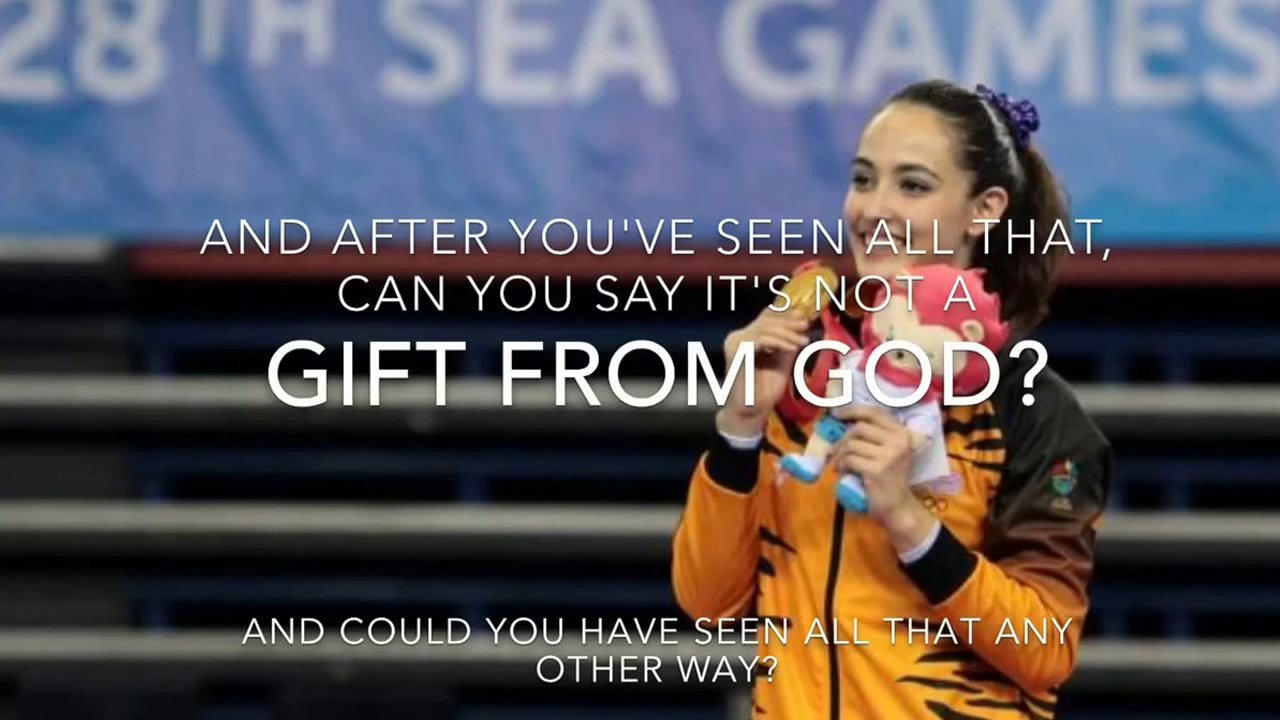 28TH SEA GAMES
AND AFTER YOU'VE SEEN ALL THAT,
CAN YOU SAY IT'S NOT A
GIFT FROM GOD?
AND COULD YOU HAVE SEEN ALL THAT ANY
OTHER WAY?